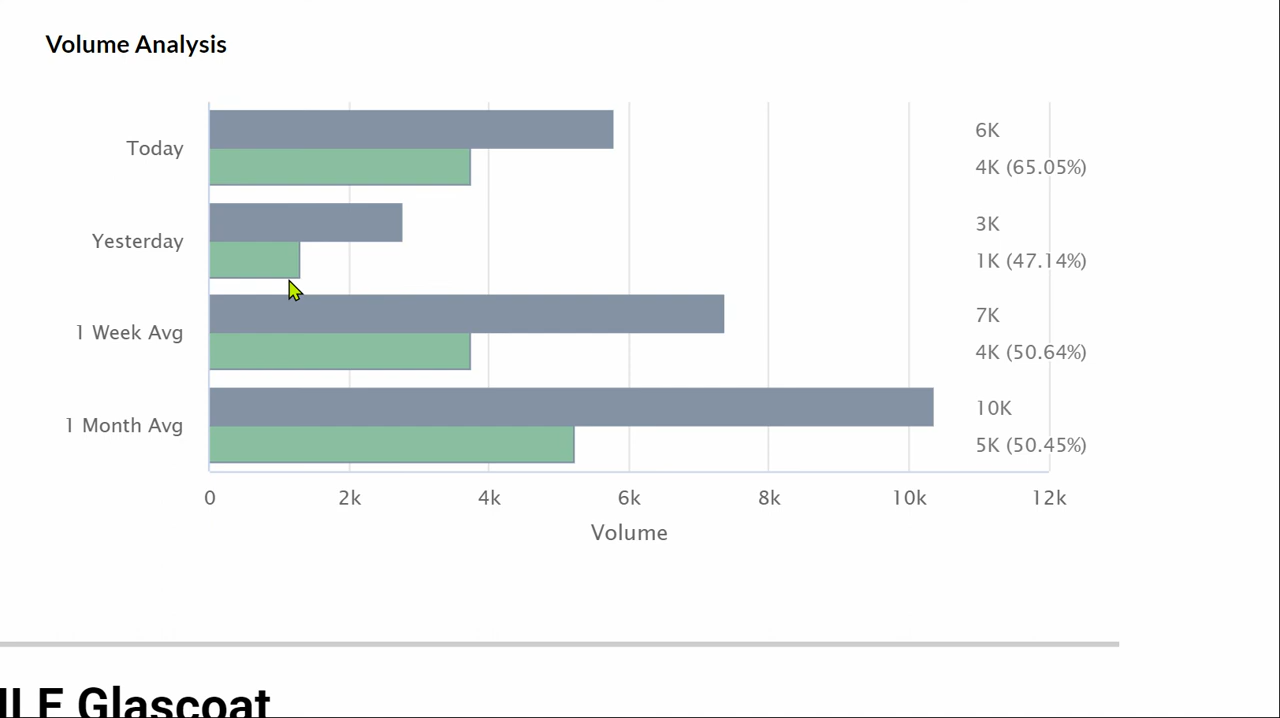 Volume Analysis
Today
6K
4K (65.05%)
Yesterday
3K
1K (47.14%)
1 Week Avg
7K
4K (50.64%)
1 Month Avg
10K
5K (50.45%)
0 2k 4k 6k 8k 10k 12k
Volume
Glascoat